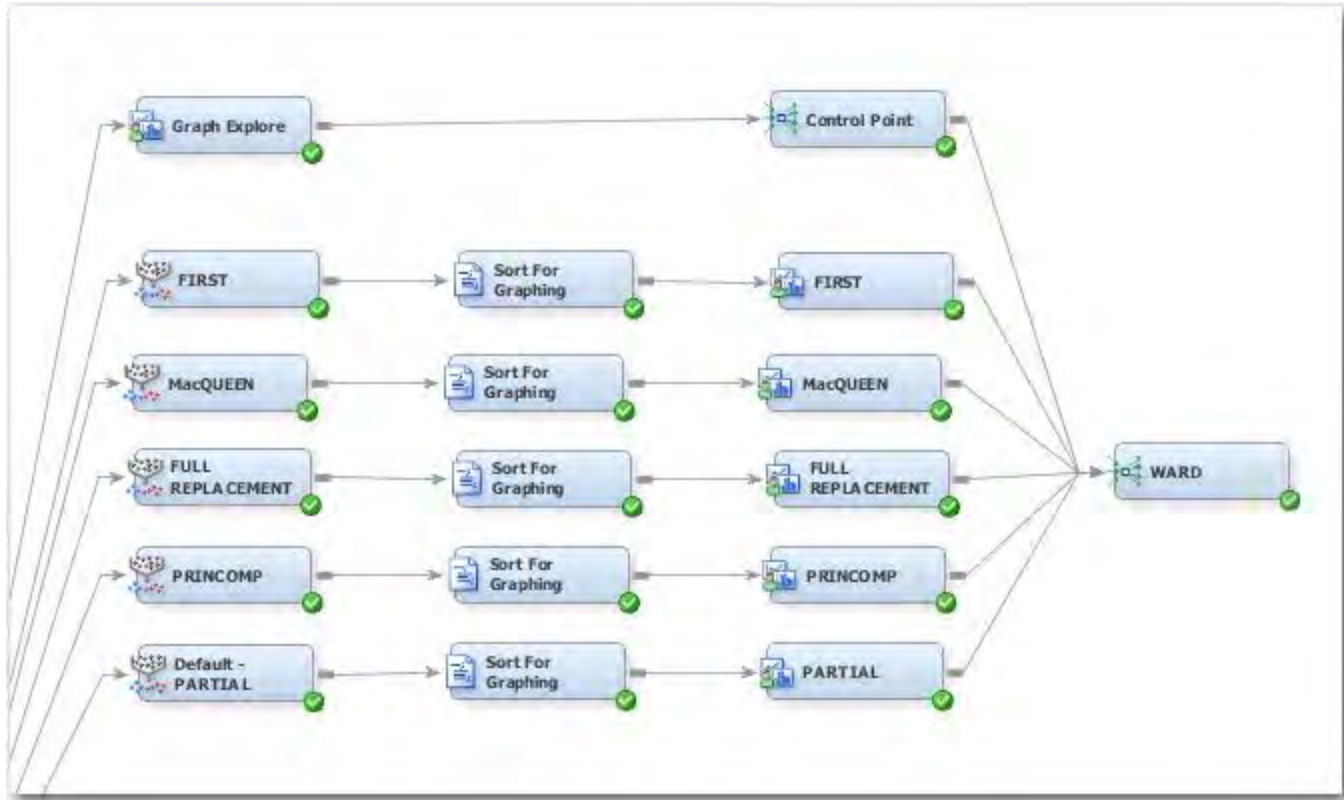 Graph Explore
Control Point
FIRST
Sort For
Graphing
FIRST
MacQUEEN
Sort For
Graphing
MacQUEEN
FULL
REPLACEMENT
Sort For
Graphing
FULL
REPLACEMENT
WARD
PRINCOMP
Sort For
Graphing
PRINCOMP
Default -
PARTIAL
Sort For
Graphing
PARTIAL